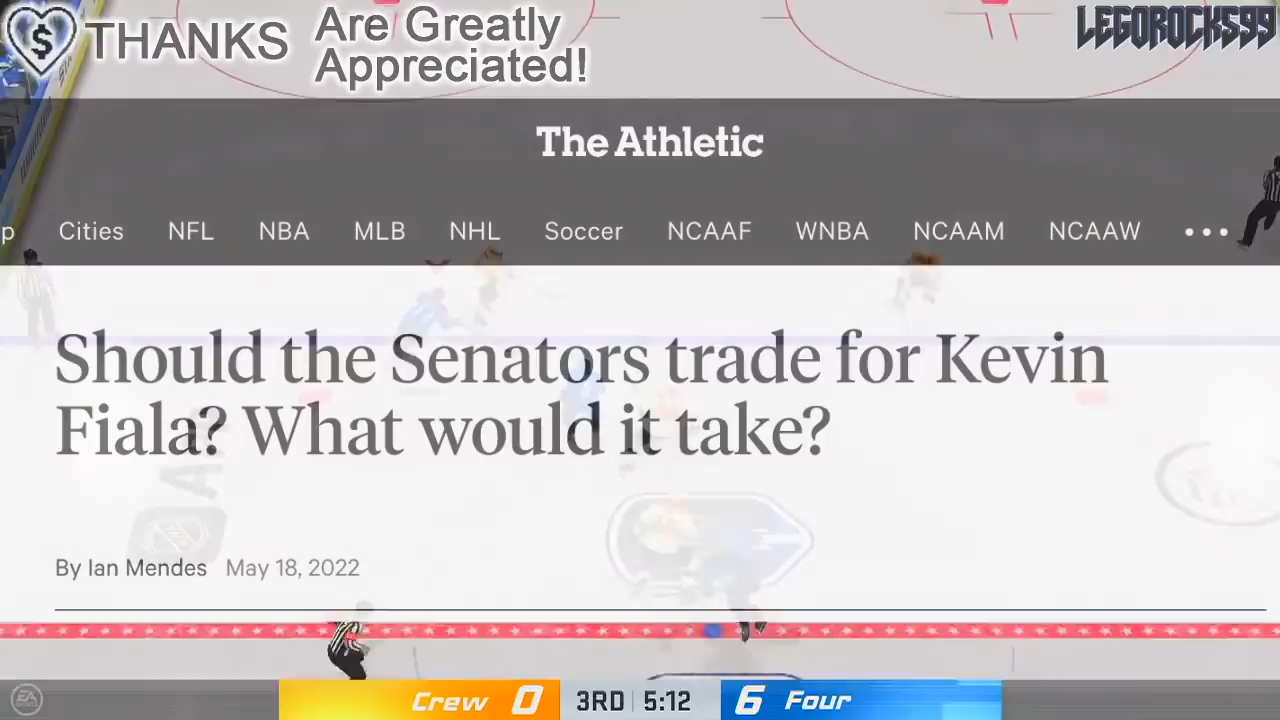 $ THANKS Are Greatly
Appreciated!
LEGOROCKS99
The Athletic
p Cities NFL NBA MLB NHL Soccer NCAAF WNBA NCAAM NCAAW •••
Should the Senators trade for Kevin
Fiala? What would it take?
By Ian Mendes May 18, 2022
EA
Crew 0 3RD 5:12 6 Four